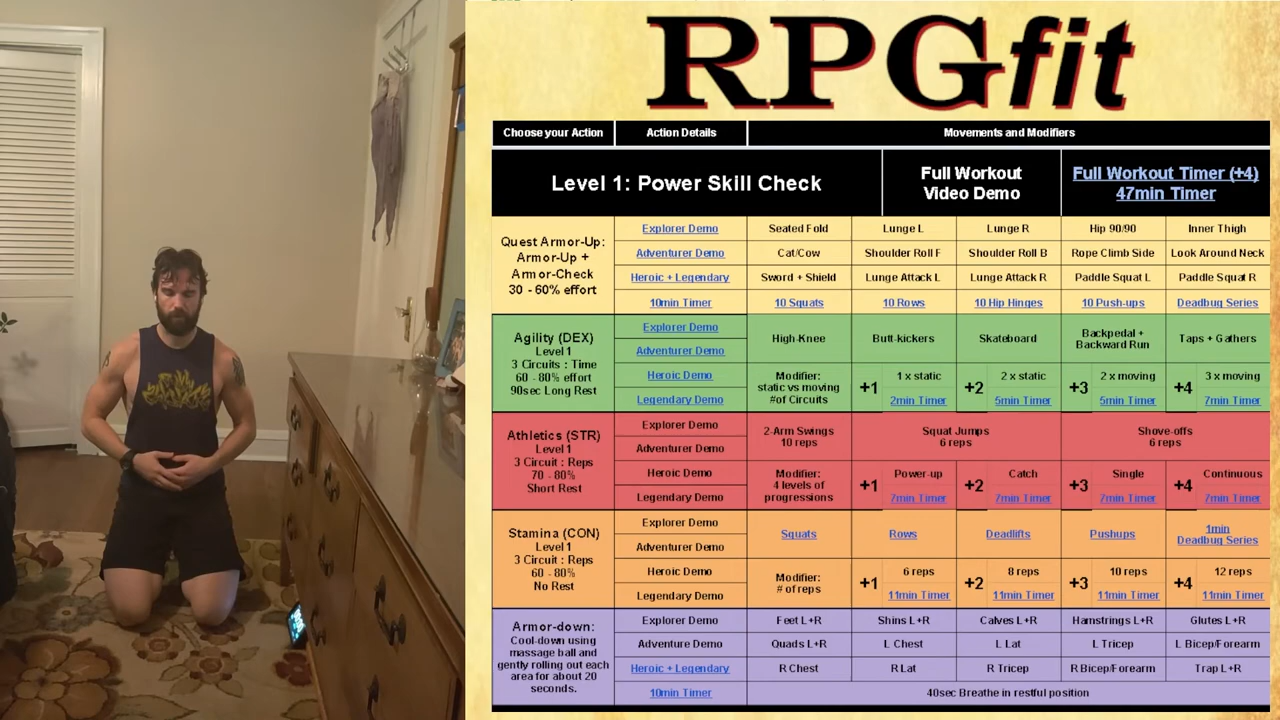 RPGfit
Choose your Action Action Details Movements and Modifiers
Level 1: Power Skill Check
Full Workout
Video Demo
Full Workout Timer (+4)
47min Timer
Quest Armor-Up:
Armor-Up +
Armor-Check
30 - 60% effort
Explorer Demo Seated Fold Lunge L Lunge R Hip 90/90 Inner Thigh
Adventurer Demo Cat/Cow Shoulder Roll F Shoulder Roll B Rope Climb Side Look Around Neck
Heroic + Legendary Sword + Shield Lunge Attack L Lunge Attack R Paddle Squat L Paddle Squat R
10min Timer 10 Squats 10 Rows 10 Hip Hinges 10 Push-ups Deadbug Series
Agility (DEX)
Level 1
3 Circuits : Time
60 - 80% effort
90sec Long Rest
Explorer Demo
Adventurer Demo
High-Knee Butt-kickers Skateboard
Backpedal +
Backward Run
Taps + Gathers
Heroic Demo
Legendary Demo
Modifier:
static vs moving
#of Circuits
+1 1 x static
2min Timer
+2 2 x static
5min Timer
+3 2 x moving
5min Timer
+4 3 x moving
7min Timer
Athletics (STR)
Level 1
3 Circuit : Reps
70 - 80%
Short Rest
Explorer Demo
Adventurer Demo
2-Arm Swings
10 reps
Squat Jumps
6 reps
Shove-offs
6 reps
Heroic Demo
Legendary Demo
Modifier:
4 levels of
progressions
+1 Power-up
7min Timer
+2 Catch
7min Timer
+3 Single
7min Timer
+4 Continuous
7min Timer
Stamina (CON)
Level 1
3 Circuit : Reps
60 - 80%
No Rest
Explorer Demo
Adventurer Demo
Squats Rows Deadlifts Pushups
1min
Deadbug Series
Heroic Demo
Legendary Demo
Modifier:
# of reps
+1 6 reps
11min Timer
+2 8 reps
11min Timer
+3 10 reps
11min Timer
+4 12 reps
11min Timer
Armor-down:
Cool-down using
massage ball and
gently rolling out each
area for about 20
seconds.
Explorer Demo Feet L+R Shins L+R Calves L+R Hamstrings L+R Glutes L+R
Adventure Demo Quads L+R L Chest L Lat L Tricep L Bicep/Forearm
Heroic + Legendary R Chest R Lat R Tricep R Bicep/Forearm Trap L+R
10min Timer 40sec Breathe in restful position